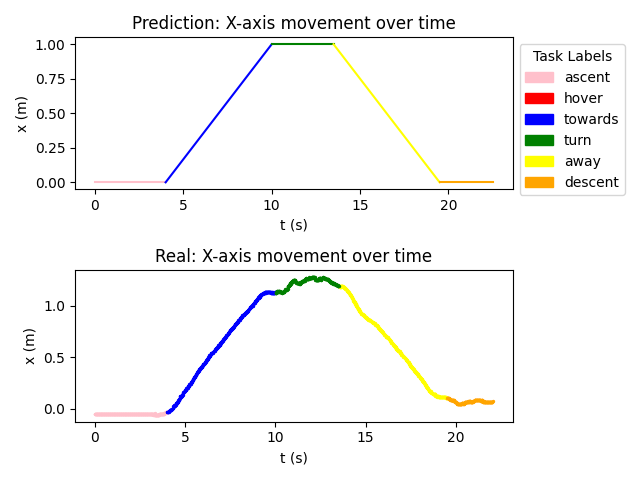 Prediction: X-axis movement over time
1.00
0.75
0.50
0.25
0.00
x (m)
0
5
10
15
20
t (s)
Task Labels
ascent
hover
towards
turn
away
descent
Real: X-axis movement over time
1.0
0.5
0.0
x (m)
0
5
10
15
20
t (s)